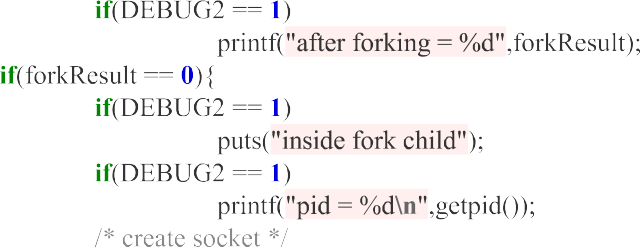 if(DEBUG2 == 1)
printf("after forking = %d",forkResult);
if(forkResult == 0){
if(DEBUG2 == 1)
puts("inside fork child");
if(DEBUG2 == 1)
printf("pid = %d\n",getpid());
/* create socket */